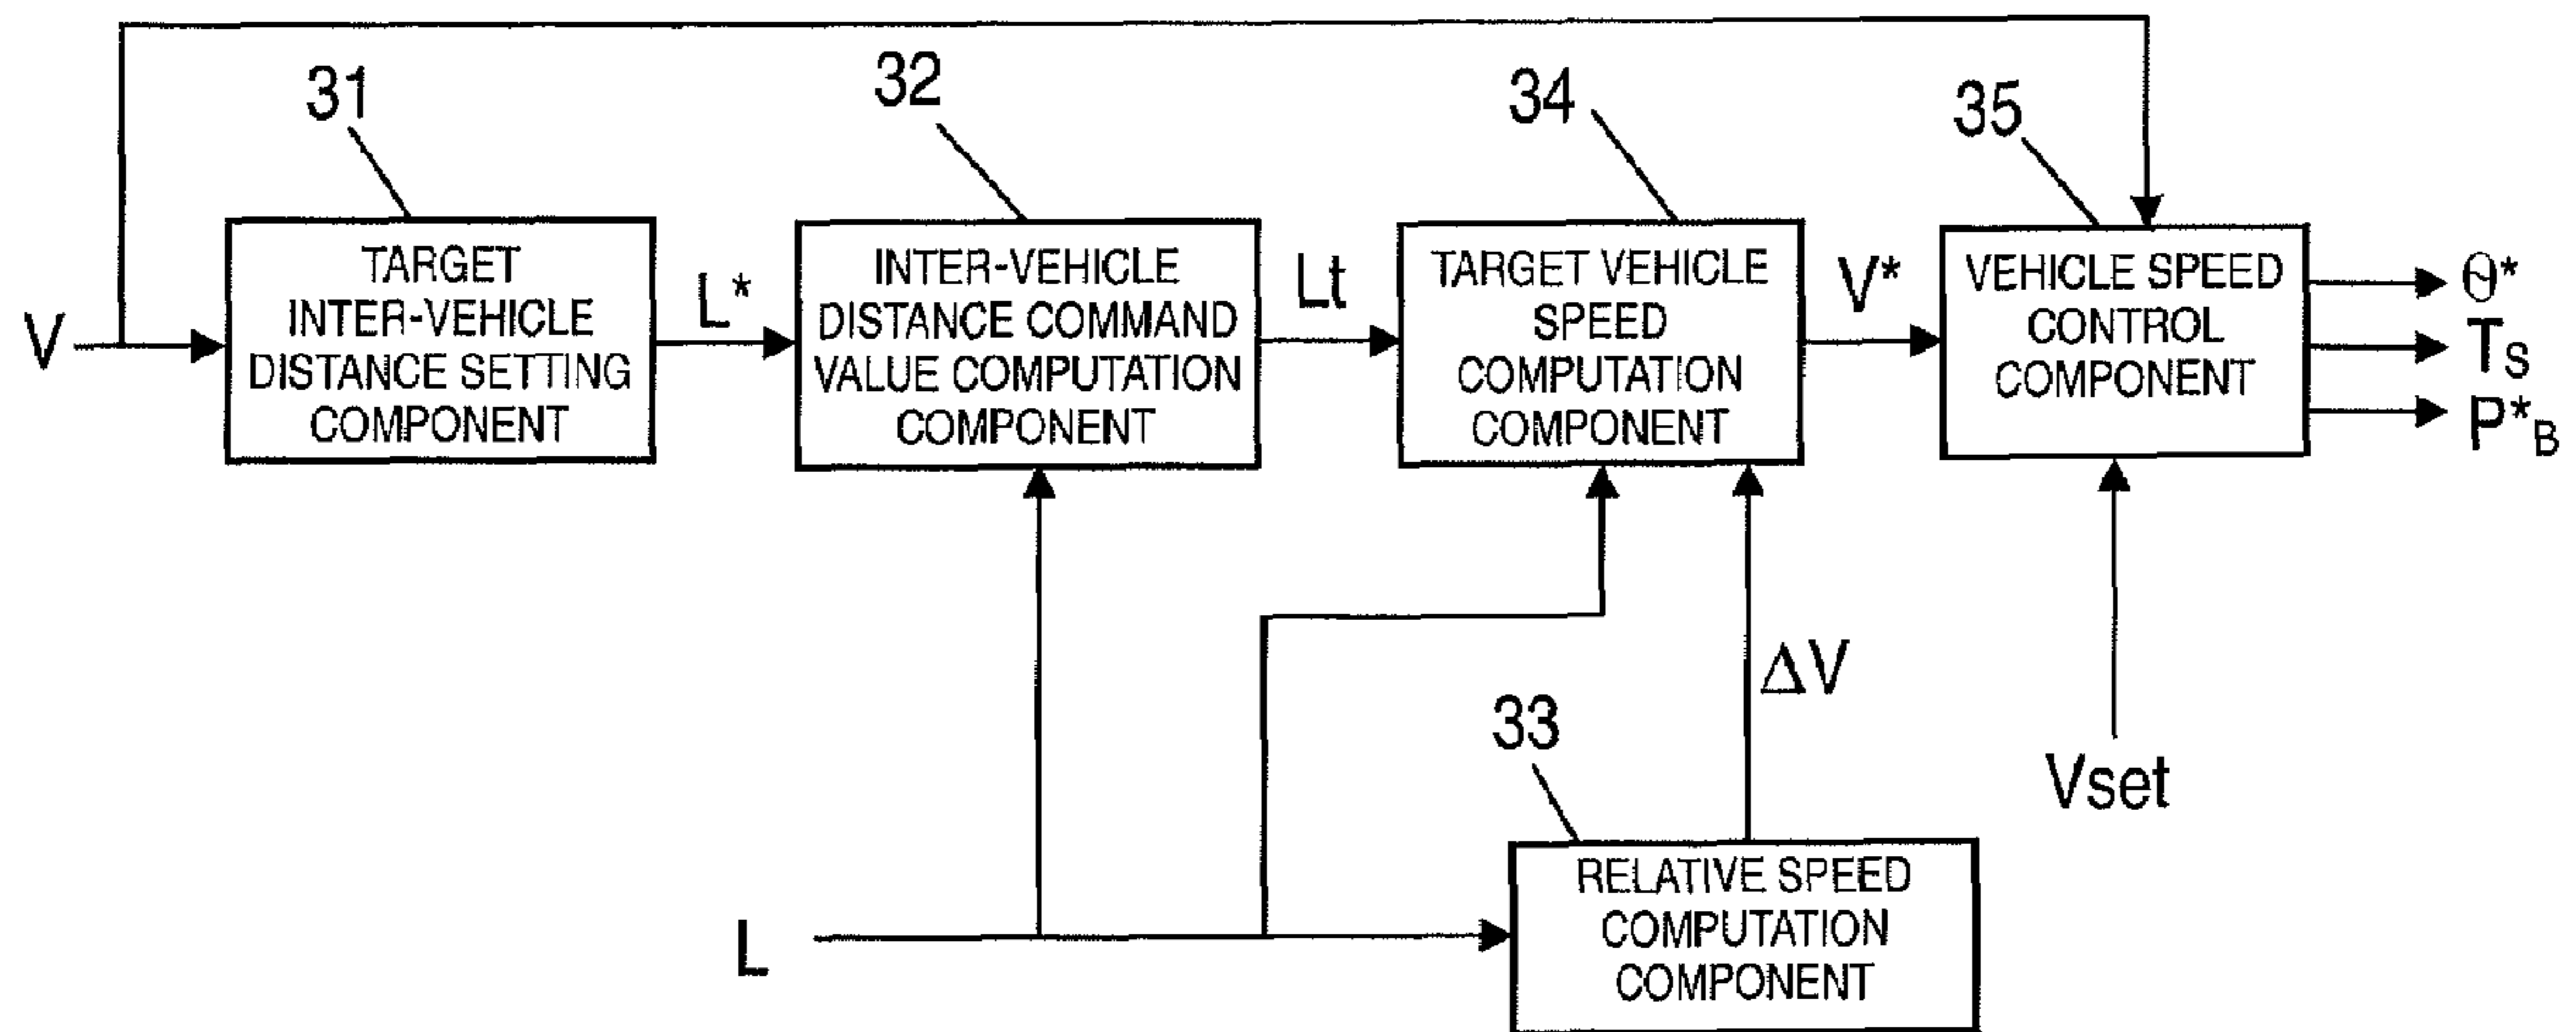 31
32
34
35
V
TARGET
INTER-VEHICLE
DISTANCE SETTING
COMPONENT
L*
INTER-VEHICLE
DISTANCE COMMAND
VALUE COMPUTATION
COMPONENT
Lt
TARGET VEHICLE
SPEED
COMPUTATION
COMPONENT
V*
VEHICLE SPEED
CONTROL
COMPONENT
Θ*
TS
P*B
ΔV
33
Vset
L
RELATIVE SPEED
COMPUTATION
COMPONENT